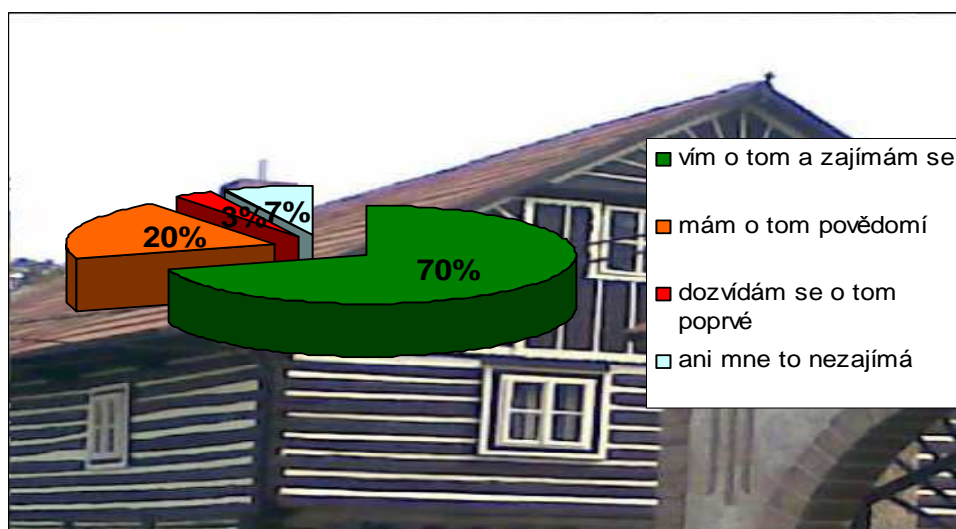 3%
7%
20%
70%
vím o tom a zajímám se
mám o tom povědomí
dozvídám se o tom
poprvé
ani mne to nezajímá